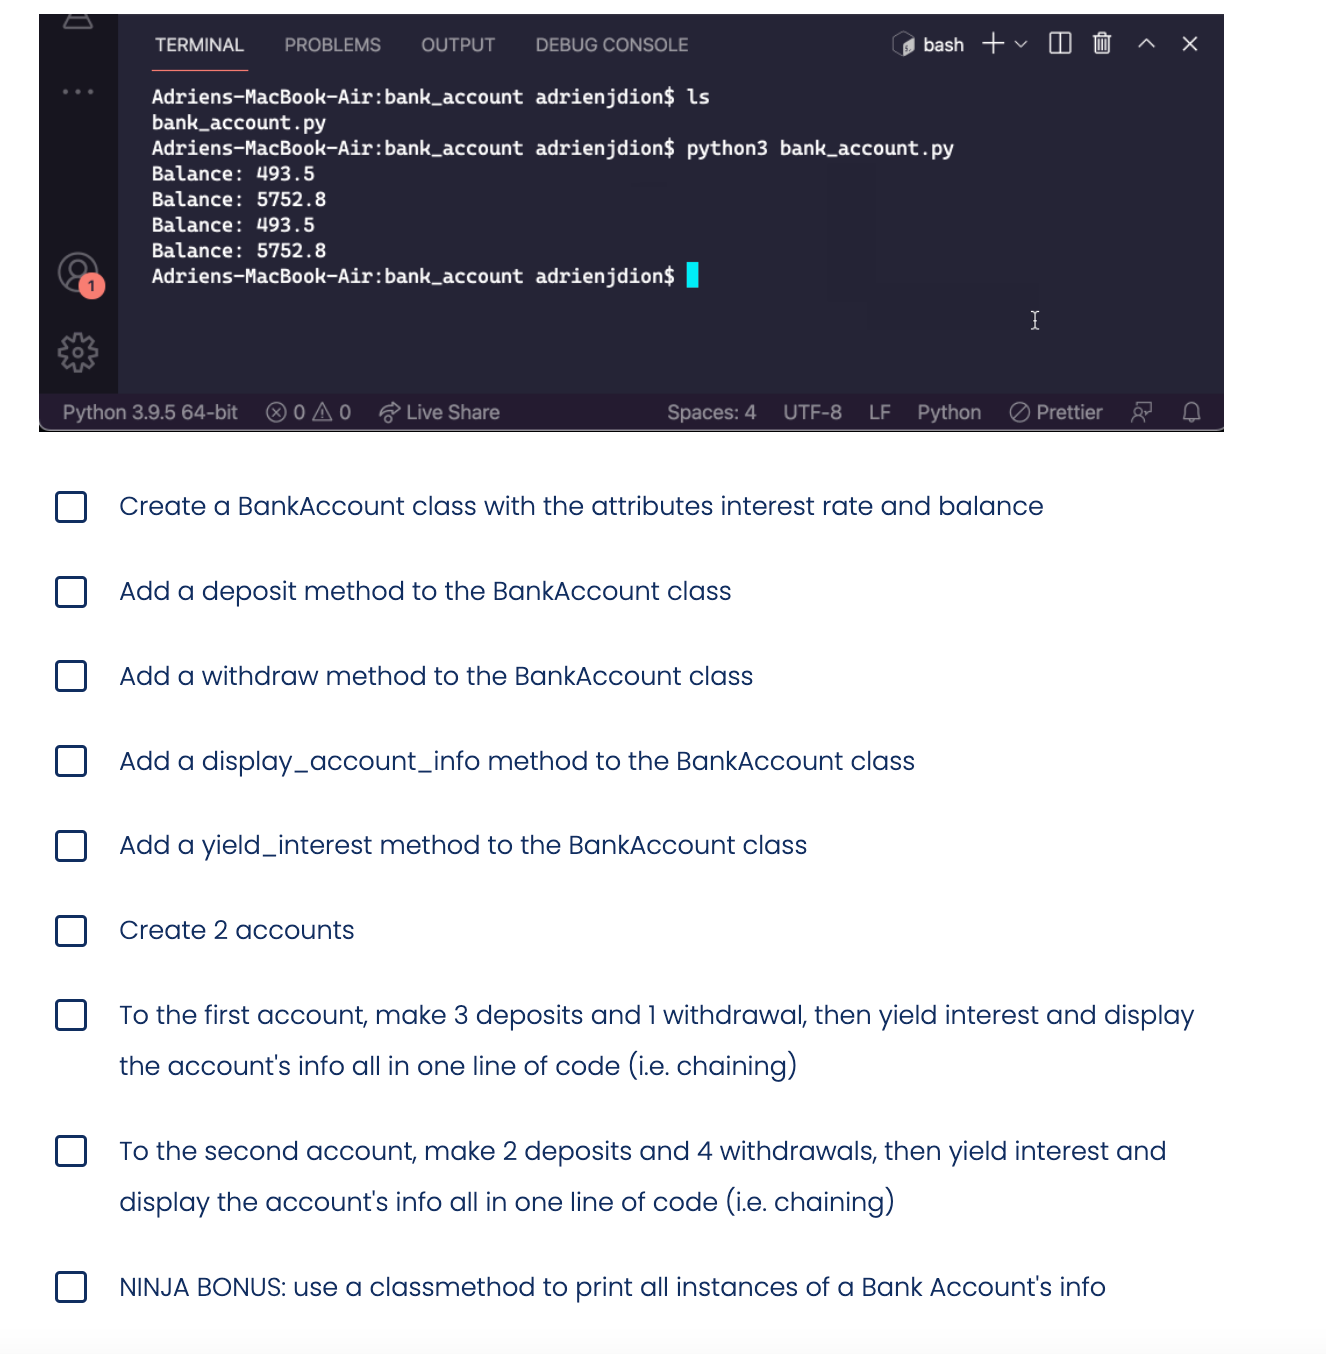 TERMINAL PROBLEMS OUTPUT DEBUG CONSOLE bash
Adriens-MacBook-Air:bank_account adrienjdion$ ls
bank_account.py
Adriens-MacBook-Air:bank_account adrienjdion$ python3 bank_account.py
Balance: 493.5
Balance: 5752.8
Balance: 493.5
Balance: 5752.8
Adriens-MacBook-Air:bank_account adrienjdion$
1
Python 3.9.5 64-bit 0 0 Live Share Spaces: 4 UTF-8 LF Python Prettier
Create a BankAccount class with the attributes interest rate and balance
Add a deposit method to the BankAccount class
Add a withdraw method to the BankAccount class
Add a display_account_info method to the BankAccount class
Add a yield_interest method to the BankAccount class
Create 2 accounts
To the first account, make 3 deposits and 1 withdrawal, then yield interest and display
the account's info all in one line of code (i.e. chaining)
To the second account, make 2 deposits and 4 withdrawals, then yield interest and
display the account's info all in one line of code (i.e. chaining)
NINJA BONUS: use a classmethod to print all instances of a Bank Account's info